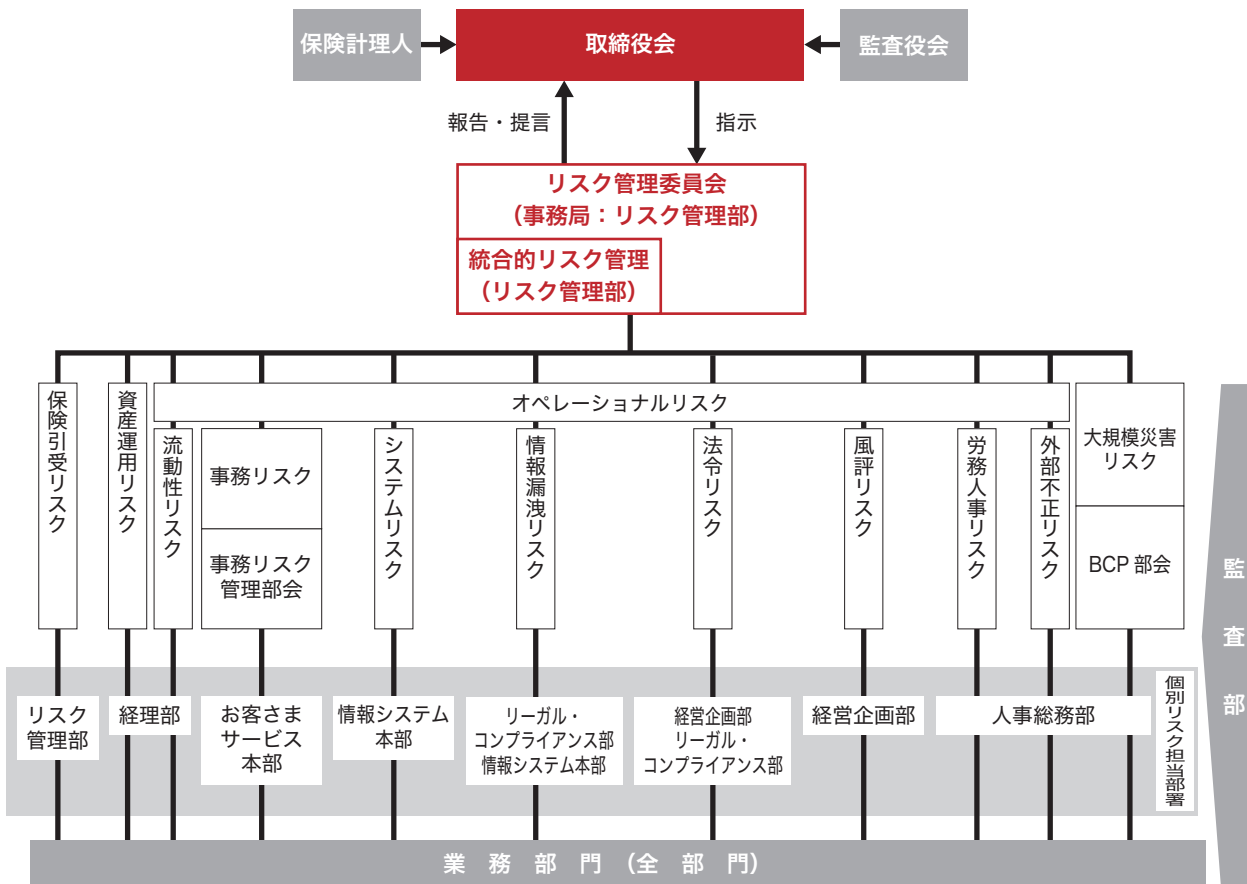 保険計理人
取締役会
監査役会
報告・提言
指示
リスク管理委員会
（事務局：リスク管理部）
統合的リスク管理
（リスク管理部）
保険引受リスク
資産運用リスク
流動性リスク
オペレーショナルリスク
事務リスク
事務リスク
管理部会
システムリスク
情報漏洩リスク
法令リスク
風評リスク
労務人事リスク
外部不正リスク
大規模災害
リスク
BCP 部会
監査部
リスク
管理部
経理部
お客さま
サービス
本部
情報システム
本部
リーガル・
コンプライアンス部
情報システム本部
経営企画部
リーガル・
コンプライアンス部
経営企画部
人事総務部
個別リスク担当部署
業務部門（全部門）